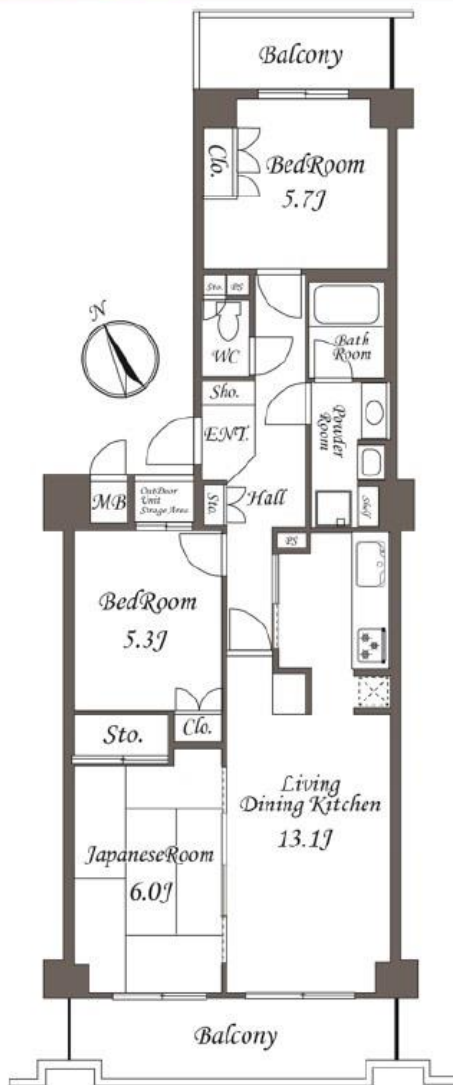 Balcony
Clo.
BedRoom
5.7J
N
Sto.
PS
WC
Bath
Room
Sho.
ENT.
Powder
Room
MB
OutDoor
Unit
Strage Area
Sto.
Hall
Shelf
PS
BedRoom
5.3J
Clo.
Sto.
Living
Dining Kitchen
13.1J
JapaneseRoom
6.0J
Balcony